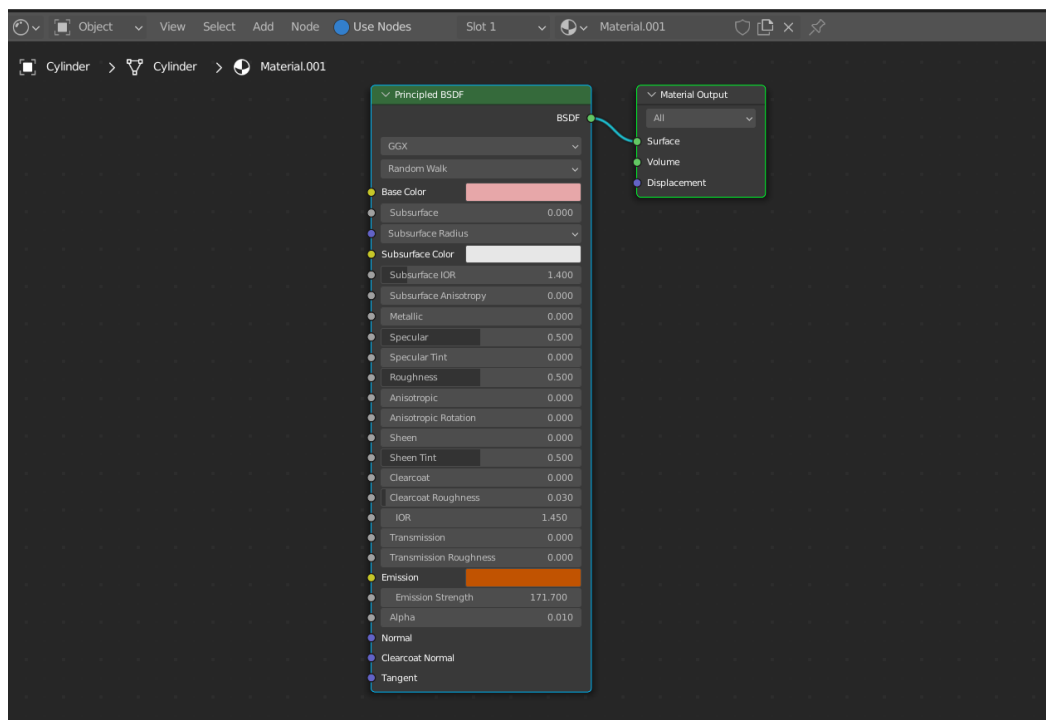 Object View Select Add Node Use Nodes Slot 1 Material.001
Cylinder > Cylinder > Material.001
Principled BSDF
BSDF
GGX
Random Walk
Base Color
Subsurface 0.000
Subsurface Radius
Subsurface Color
Subsurface IOR 1.400
Subsurface Anisotropy 0.000
Metallic 0.000
Specular 0.500
Specular Tint 0.000
Roughness 0.500
Anisotropic 0.000
Anisotropic Rotation 0.000
Sheen 0.000
Sheen Tint 0.500
Clearcoat 0.000
Clearcoat Roughness 0.030
IOR 1.450
Transmission 0.000
Transmission Roughness 0.000
Emission
Emission Strength 171.700
Alpha 0.010
Normal
Clearcoat Normal
Tangent
Material Output
All
Surface
Volume
Displacement